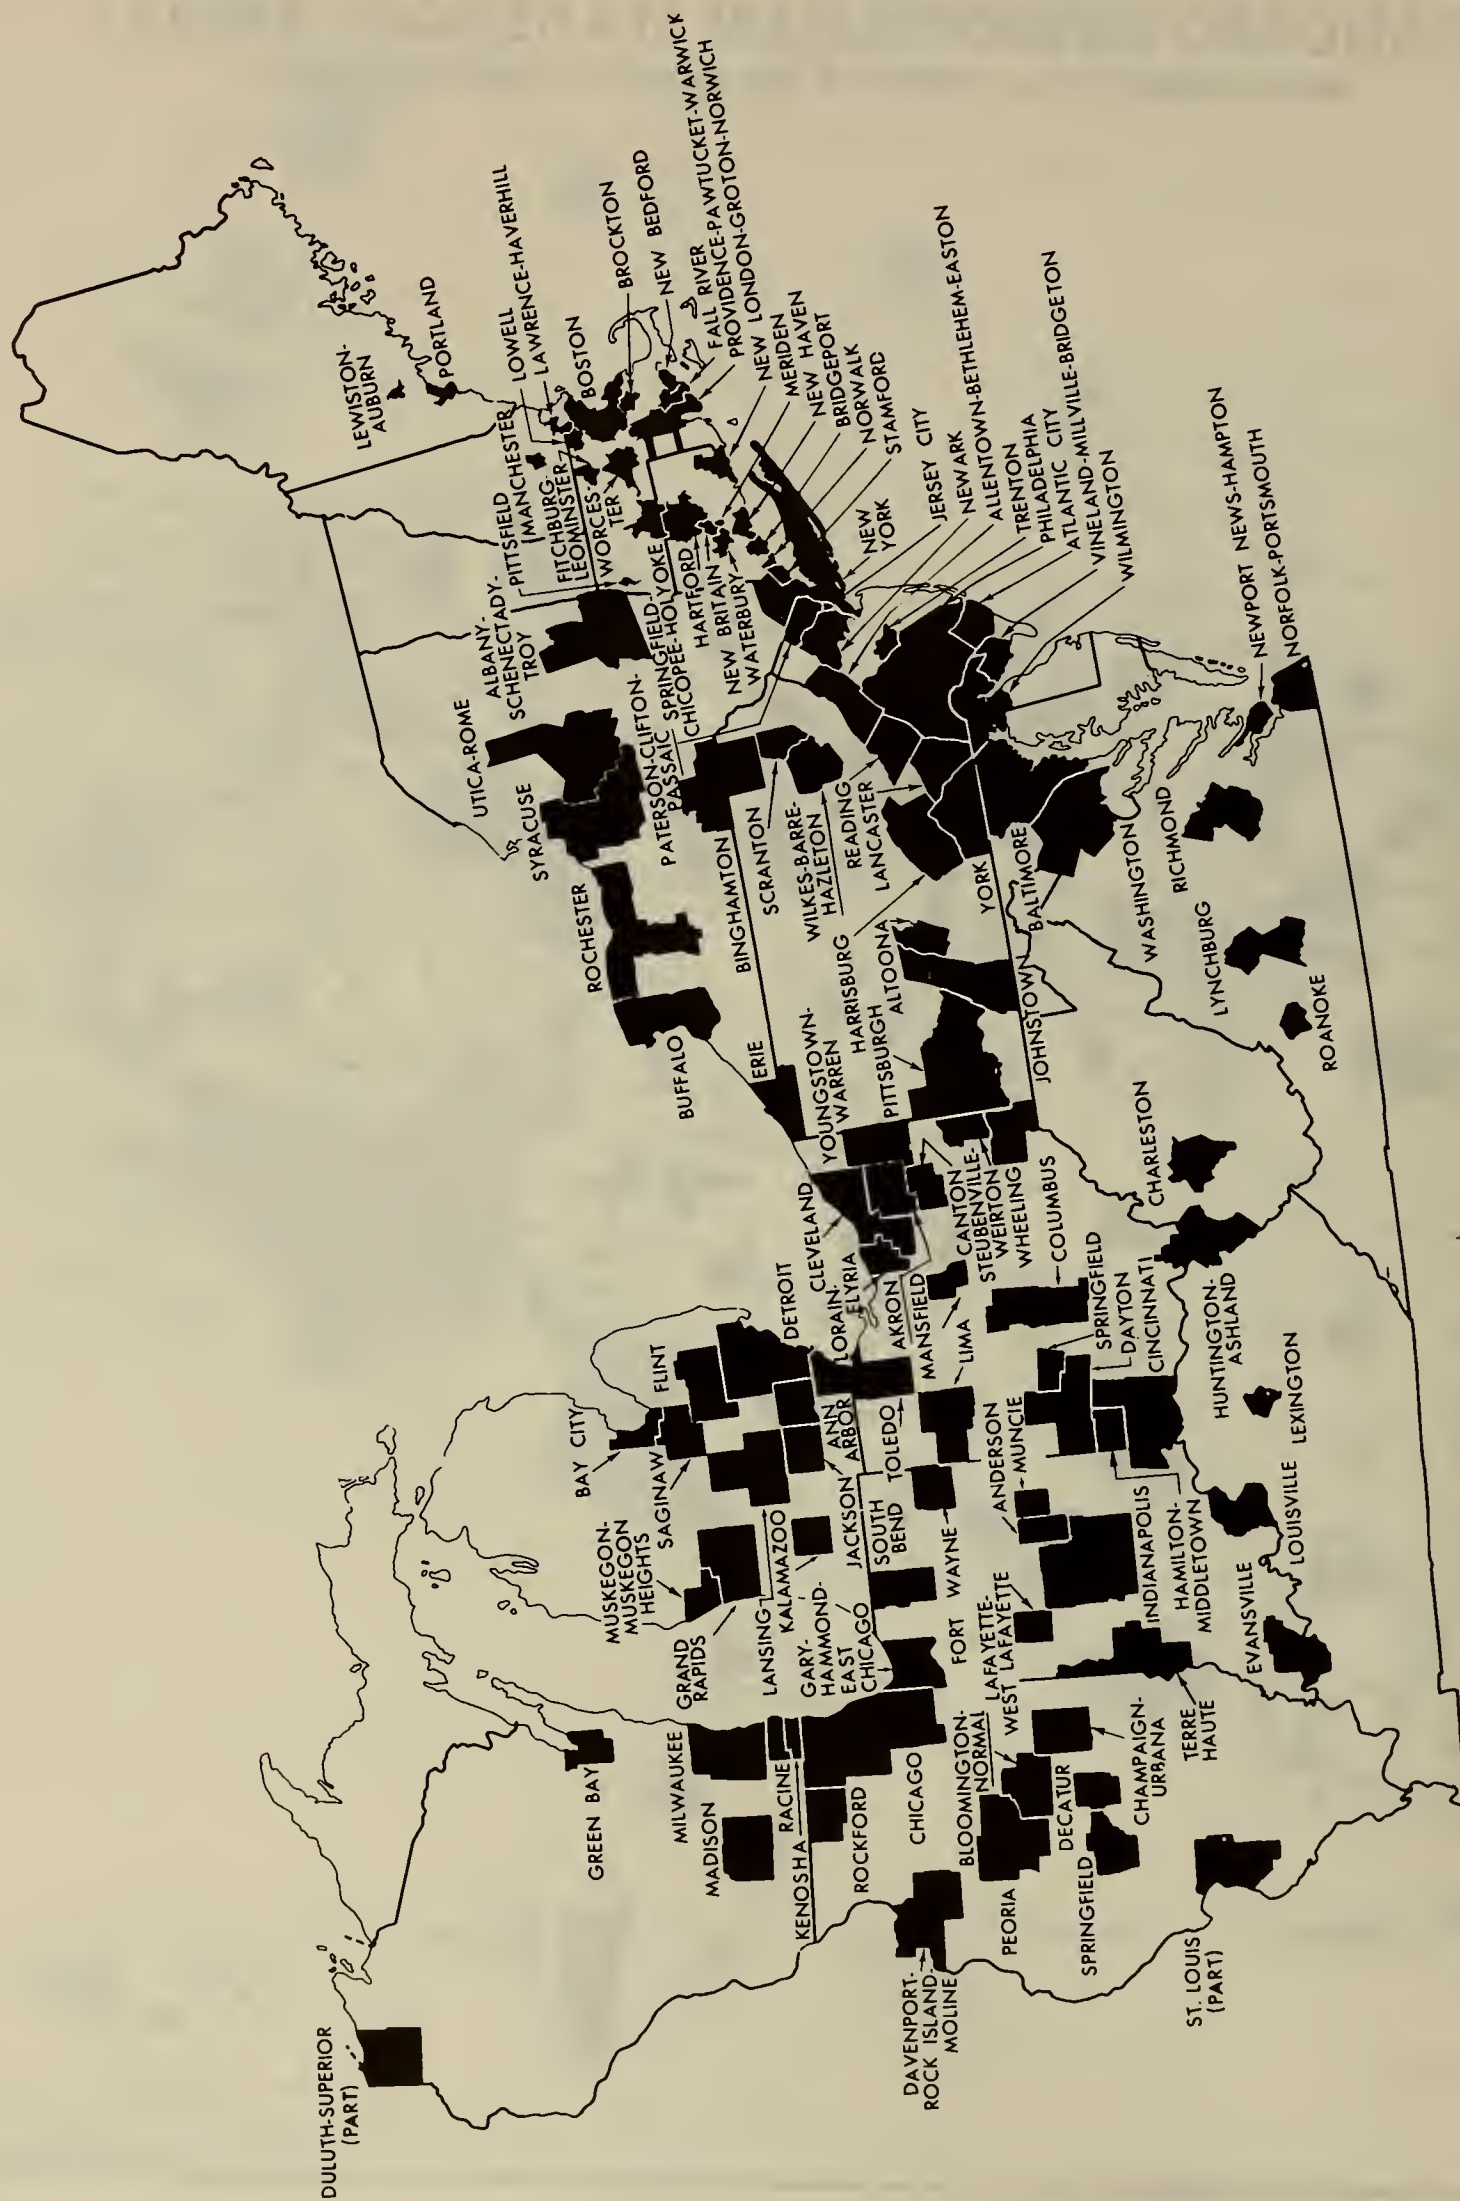 DULUTH-SUPERIOR
(PART)
GREEN BAY
MILWAUKEE
MADISON
RACINE
KENOSHA
ROCKFORD
CHICAGO
DAVENPORT-
ROCK ISLAND-
MOLINE
PEORIA
BLOOMINGTON-
NORMAL
DECATUR
SPRINGFIELD
CHAMPAIGN-
URBANA
ST. LOUIS
(PART)
MUSKEGON-
MUSKEGON
HEIGHTS
GRAND
RAPIDS
BAY CITY
SAGINAW
FLINT
LANSING
KALAMAZOO
JACKSON
ANN
ARBOR
DETROIT
GARY-
HAMMOND-
EAST
CHICAGO
SOUTH
BEND
FORT WAYNE
LAFAYETTE-
WEST LAFAYETTE
ANDERSON
MUNCIE
INDIANAPOLIS
TERRE
HAUTE
EVANSVILLE
LOUISVILLE
LEXINGTON
HAMILTON-
MIDDLETOWN
CINCINNATI
DAYTON
SPRINGFIELD
COLUMBUS
LIMA
TOLEDO
MANSFIELD
AKRON
LORAIN-
ELYRIA
CLEVELAND
CANTON
STEUBENVILLE-
WEIRTON
WHEELING
YOUNGSTOWN-
WARREN
HUNTINGTON-
ASHLAND
CHARLESTON
ERIE
PITTSBURGH
JOHNSTOWN
ALTOONA
HARRISBURG
YORK
LANCASTER
READING
WILKES-BARRE-
HAZLETON
SCRANTON
BINGHAMTON
BUFFALO
ROCHESTER
SYRACUSE
UTICA-ROME
ALBANY-
SCHENECTADY-
TROY
PATERSON-CLIFTON-
PASSAIC
SPRINGFIELD-
CHICOPEE-HOLYOKE
HARTFORD
NEW BRITAIN
WATERBURY
PITTSFIELD
MANCHESTER
FITCHBURG-
LEOMINSTER
WORCES-
TER
LEWISTON-
AUBURN
PORTLAND
LOWELL
LAWRENCE-HAVERHILL
BOSTON
BROCKTON
NEW BEDFORD
FALL RIVER
PROVIDENCE-PAWTUCKET-WARWICK
NEW LONDON-GROTON-NORWICH
MERIDEN
NEW HAVEN
BRIDGEPORT
NORWALK
STAMFORD
NEW
YORK
JERSEY CITY
NEWARK
ALLENTOWN-BETHLEHEM-EASTON
TRENTON
PHILADELPHIA
ATLANTIC CITY
VINELAND-MILLVILLE-BRIDGETON
WILMINGTON
BALTIMORE
WASHINGTON
RICHMOND
LYNCHBURG
ROANOKE
NEWPORT NEWS-HAMPTON
NORFOLK-PORTSMOUTH